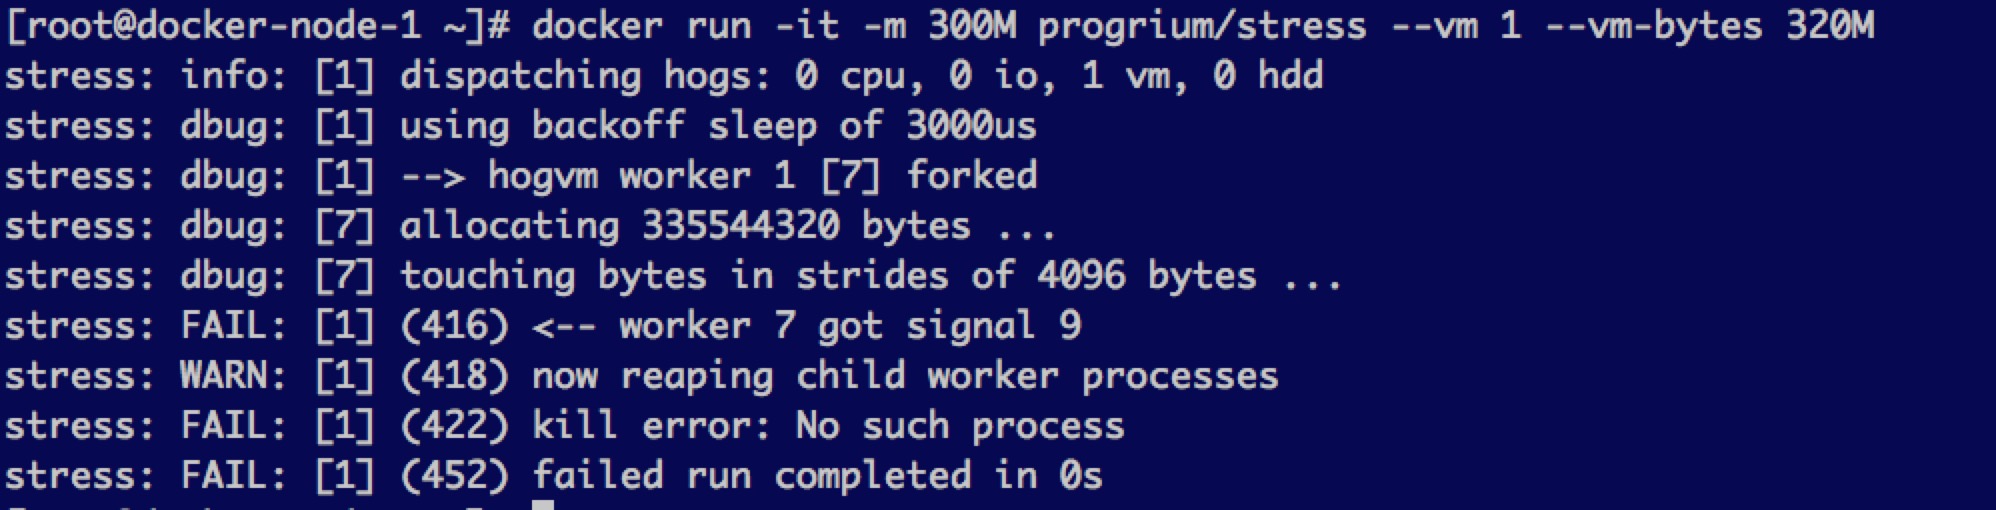 [root@docker-node-1 ~]# docker run -it -m 300M progrium/stress --vm 1 --vm-bytes 320M
stress: info: [1] dispatching hogs: 0 cpu, 0 io, 1 vm, 0 hdd
stress: dbug: [1] using backoff sleep of 3000us
stress: dbug: [1] --> hogvm worker 1 [7] forked
stress: dbug: [7] allocating 335544320 bytes ...
stress: dbug: [7] touching bytes in strides of 4096 bytes ...
stress: FAIL: [1] (416) <-- worker 7 got signal 9
stress: WARN: [1] (418) now reaping child worker processes
stress: FAIL: [1] (422) kill error: No such process
stress: FAIL: [1] (452) failed run completed in 0s